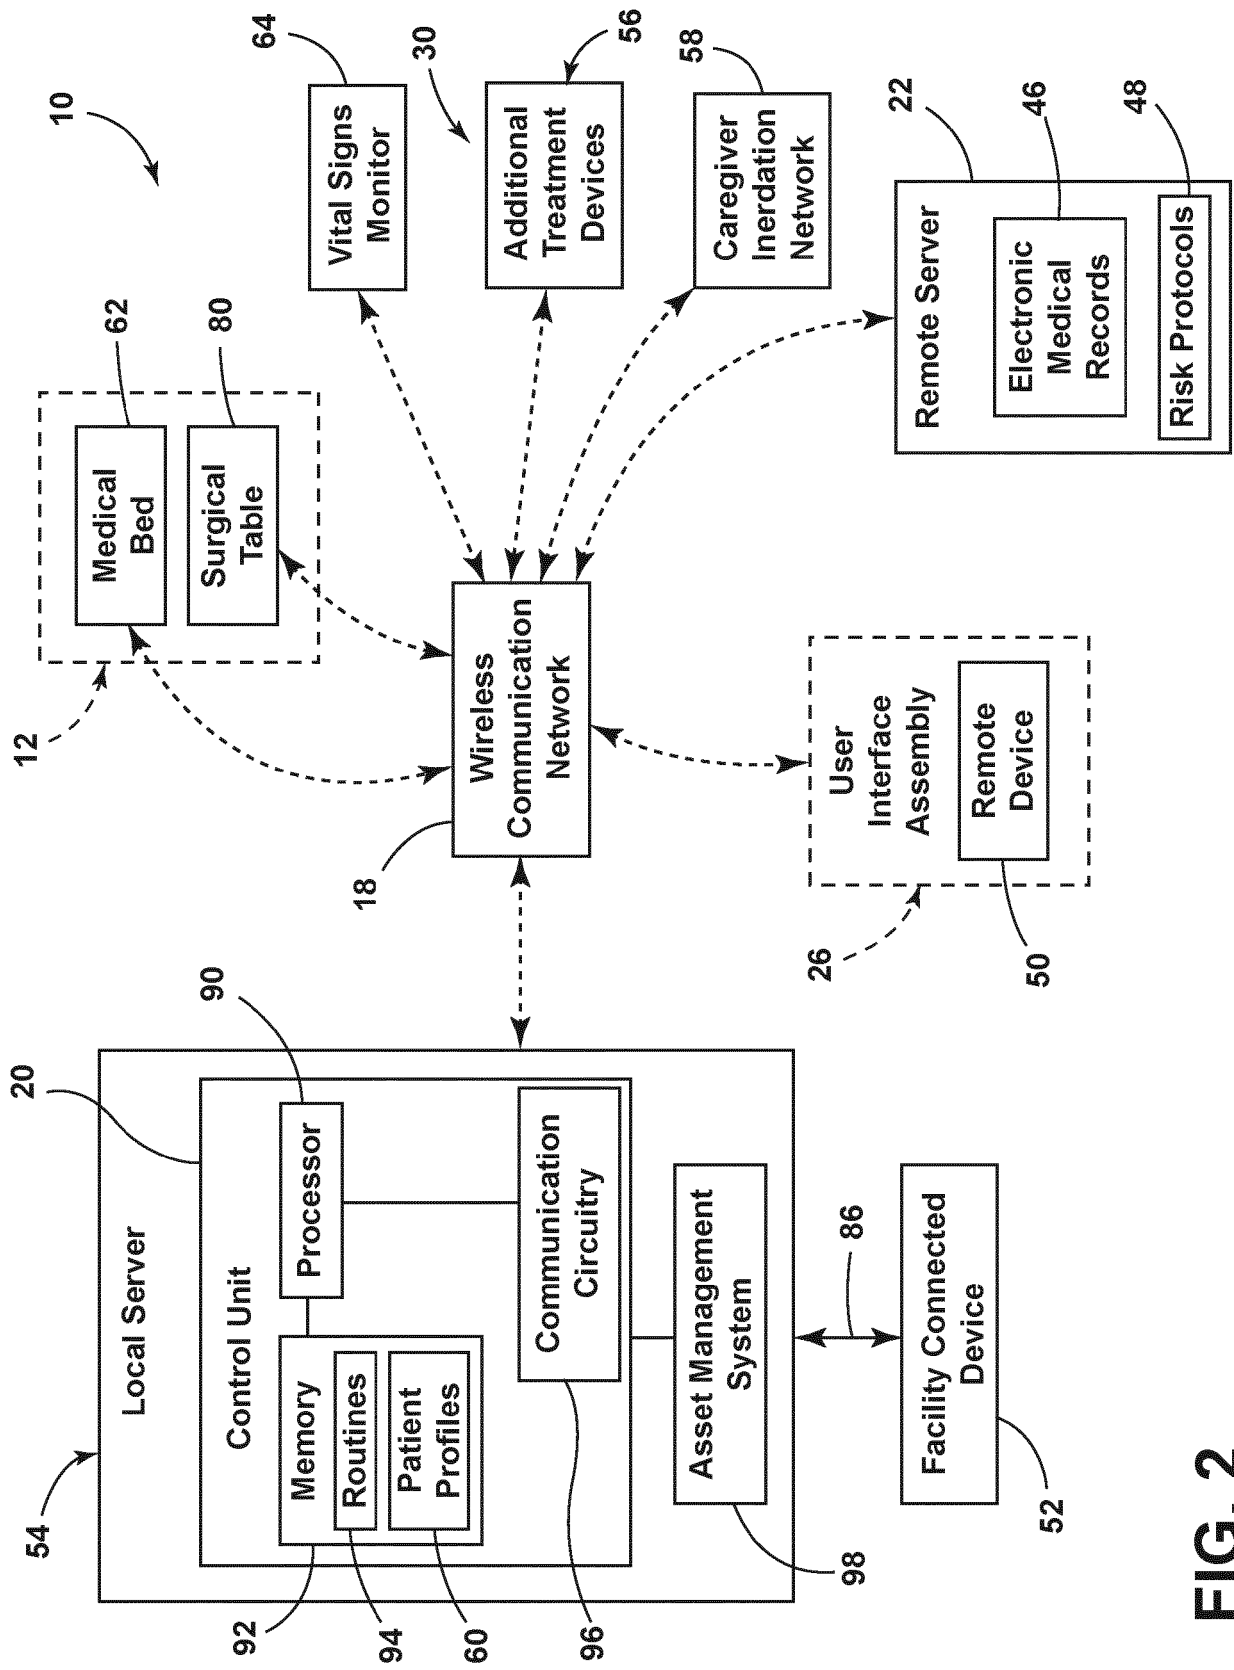 10
54
Local Server
20
Control Unit
90
Processor
92
Memory
94
Routines
60
Patient
Profiles
96
Communication
Circuitry
98
Asset Management
System
86
52
Facility Connected
Device
12
62
Medical
Bed
80
Surgical
Table
18
Wireless
Communication
Network
64
Vital Signs
Monitor
30
56
Additional
Treatment
Devices
58
Caregiver
Inerdation
Network
26
User
Interface
Assembly
50
Remote
Device
22
Remote Server
46
Electronic
Medical
Records
48
Risk Protocols
FIG. 2